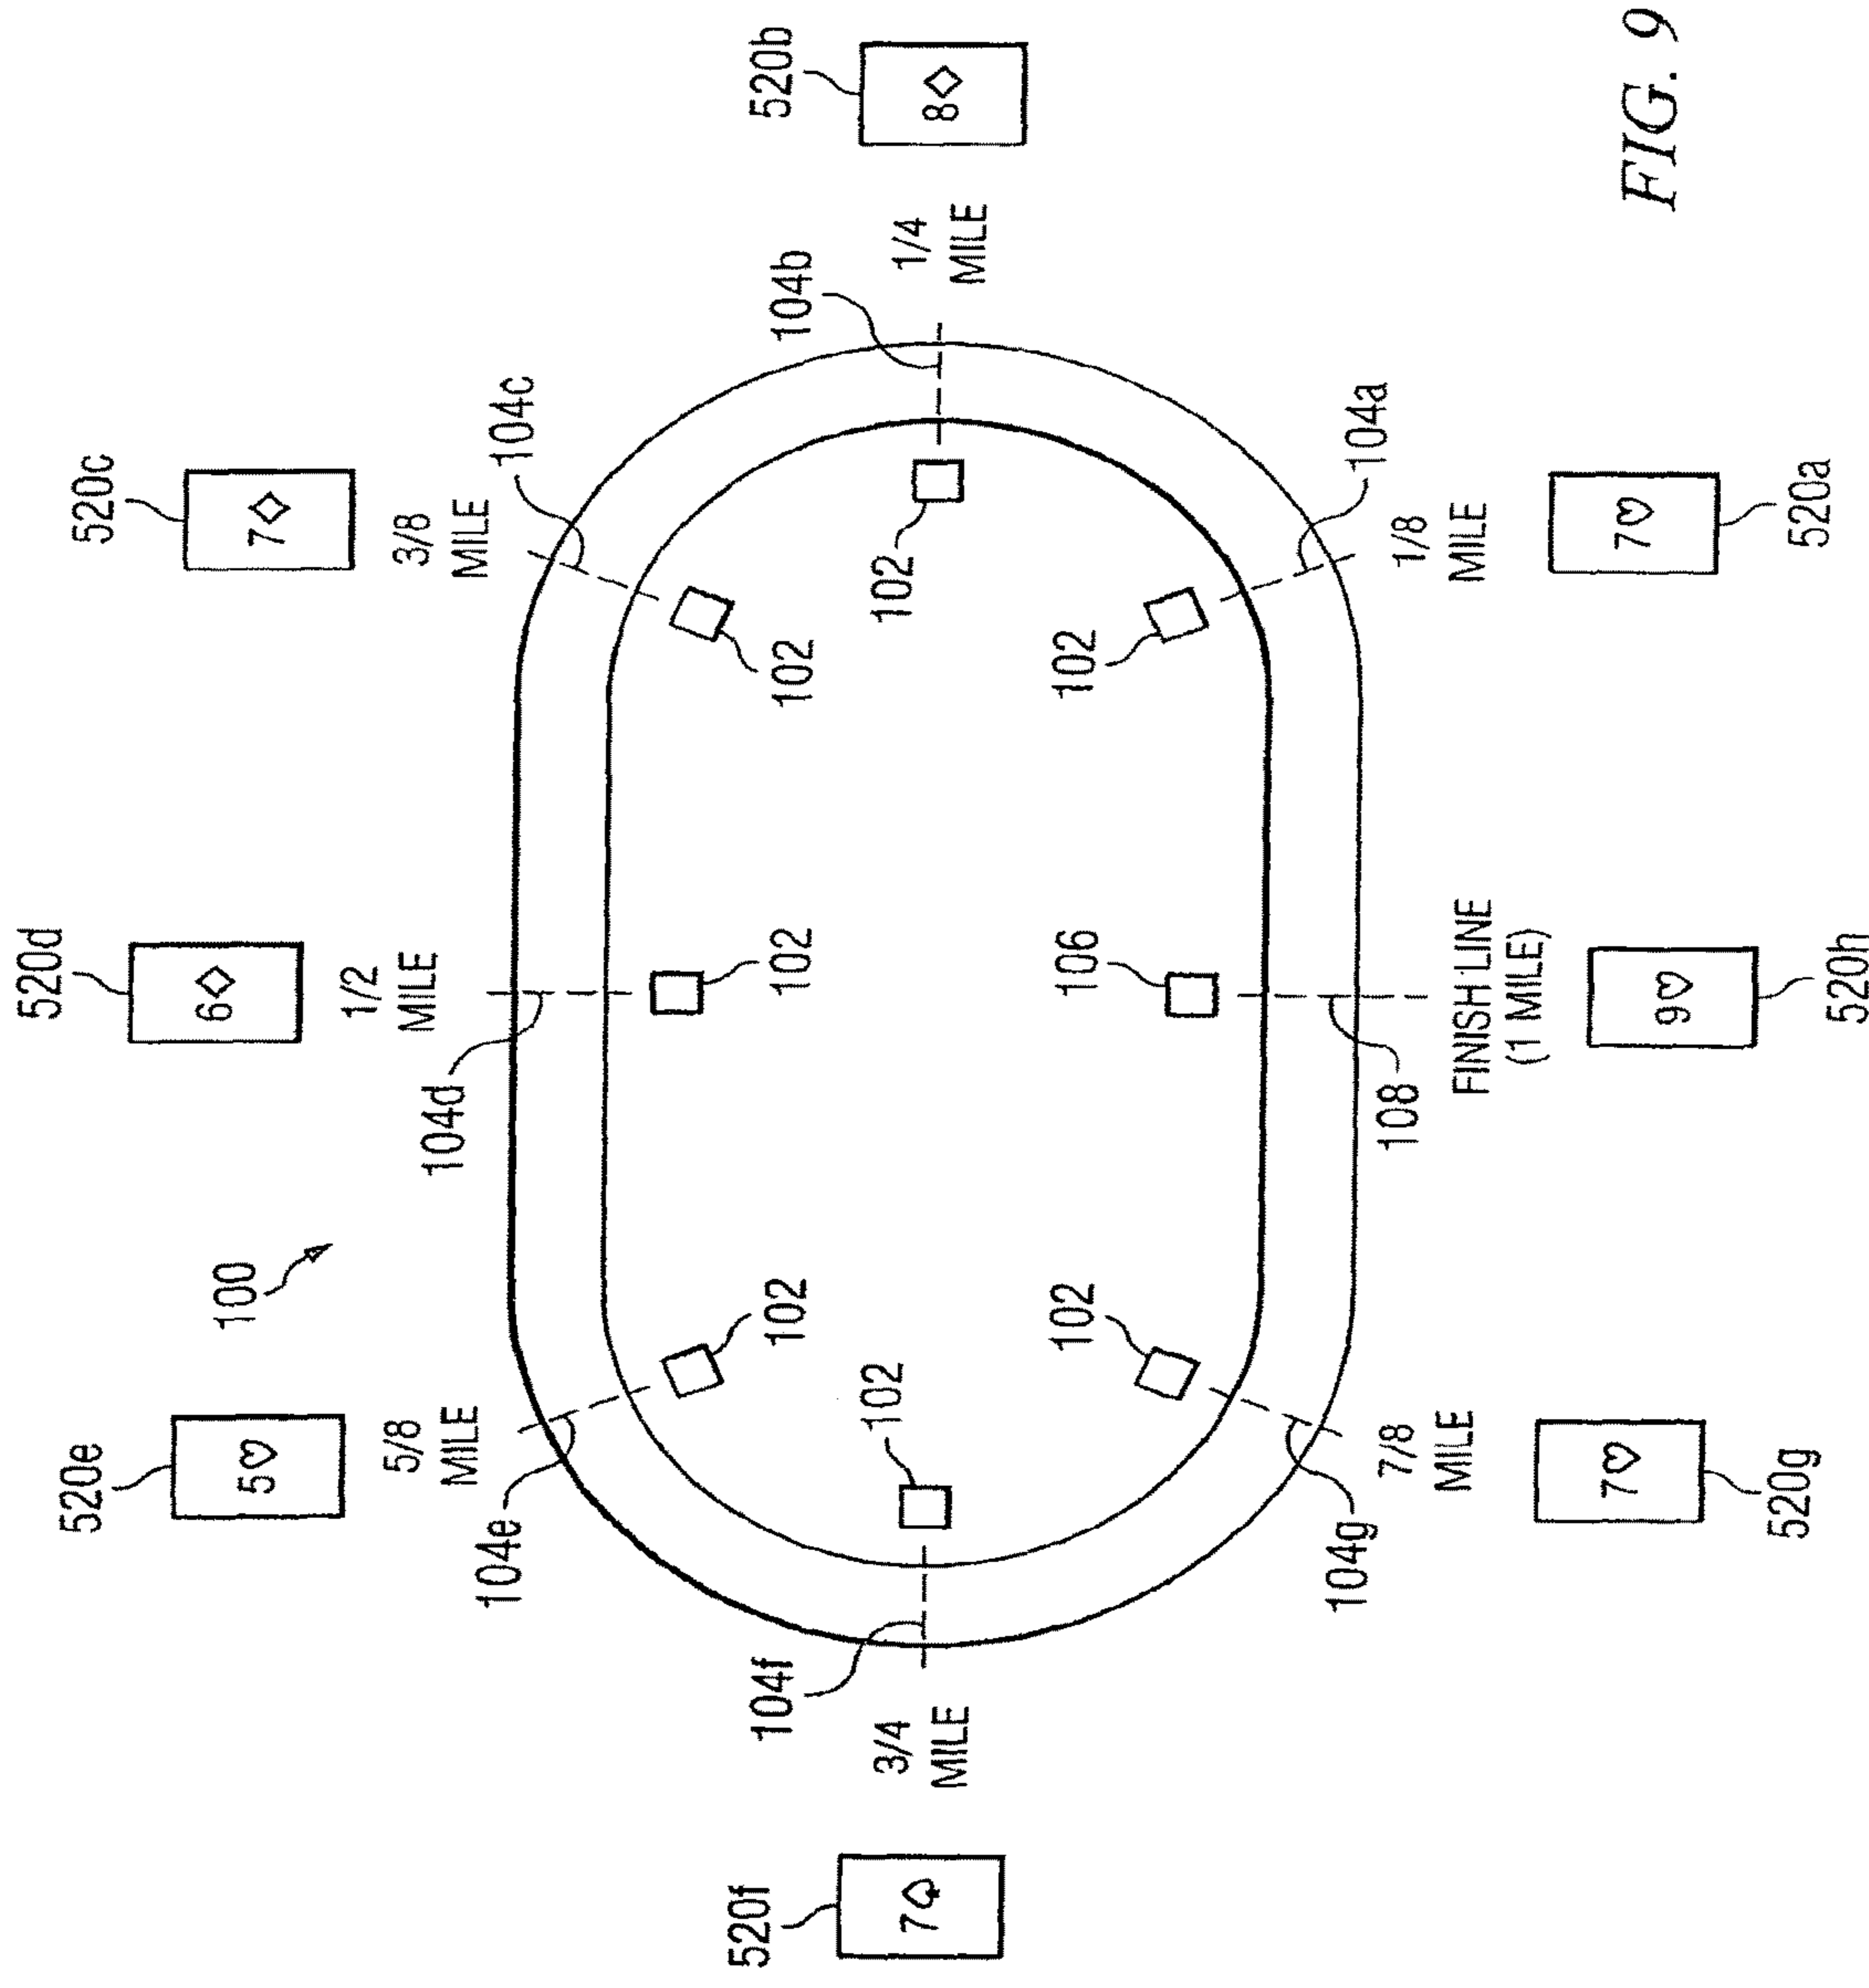 520e
520d
520c
5♡
6◇
7◇
100
5/8
MILE
1/2
MILE
3/8
MILE
104e
104d
104c
102
102
102
520f
7♤
104f
3/4
MILE
102
102
104b
1/4
MILE
520b
8◇
102
106
102
104g
108
104a
7/8
MILE
FINISH LINE
(1 MILE)
1/8
MILE
7♡
9♡
7♡
520g
520h
520a
FIG. 9